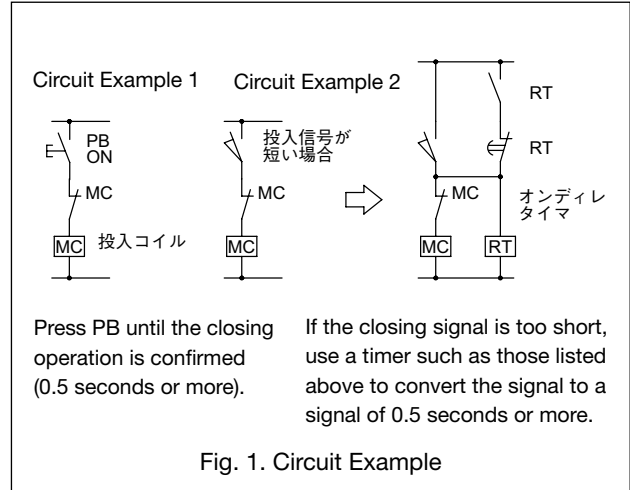 Circuit Example 1
Circuit Example 2
PB
ON
MC
MC
投入コイル
投入信号が
短い場合
MC
MC
RT
RT
MC
オンディレ
タイマ
MC
RT
Press PB until the closing
operation is confirmed
(0.5 seconds or more).
If the closing signal is too short,
use a timer such as those listed
above to convert the signal to a
signal of 0.5 seconds or more.
Fig. 1. Circuit Example